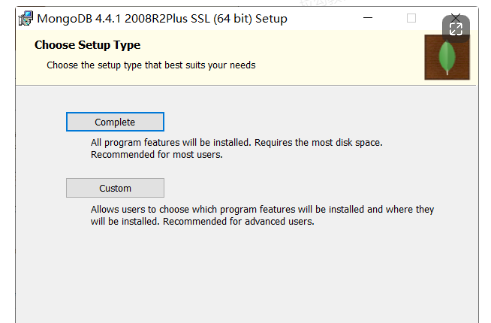 MongoDB 4.4.1 2008R2Plus SSL (64 bit) Setup
Choose Setup Type
Choose the setup type that best suits your needs
Complete
All program features will be installed. Requires the most disk space.
Recommended for most users.
Custom
Allows users to choose which program features will be installed and where they
will be installed. Recommended for advanced users.